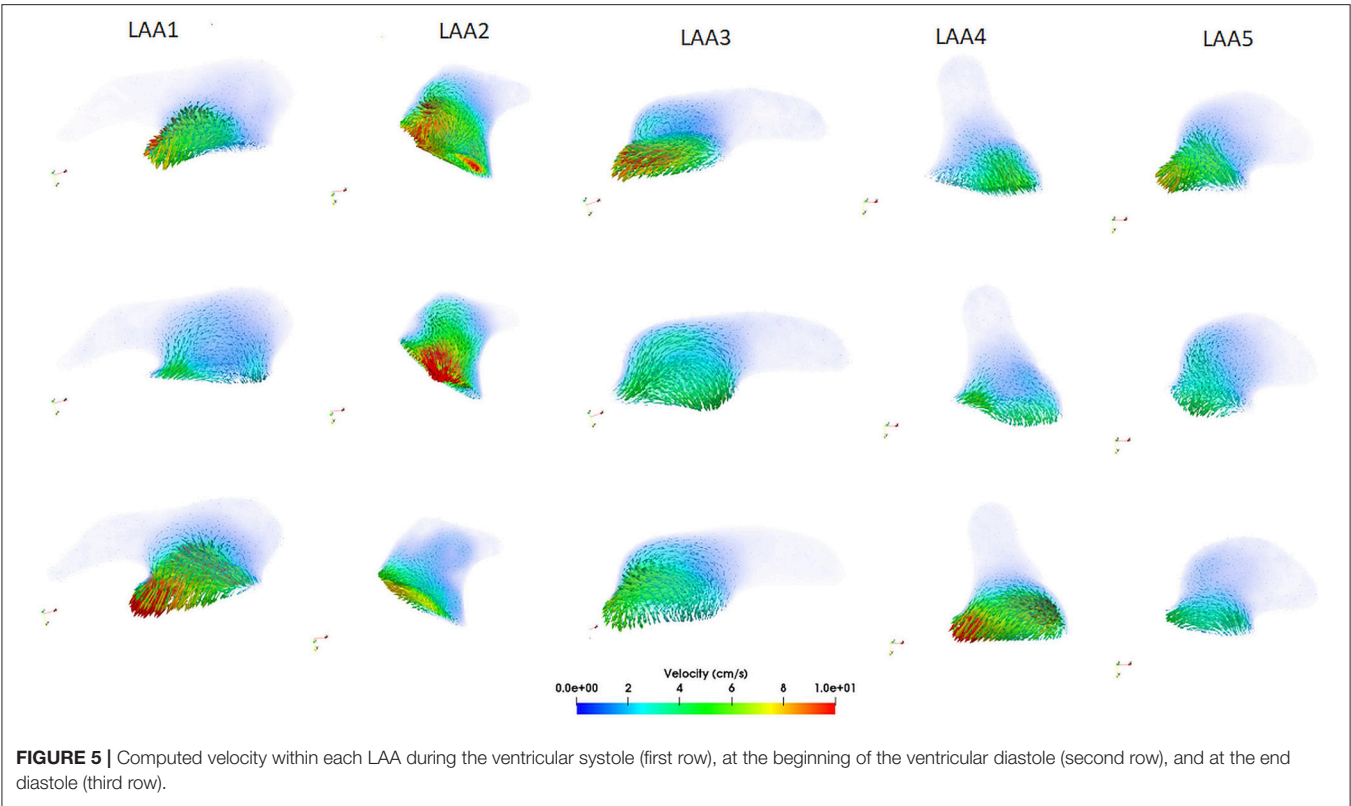 LAA1 LAA2 LAA3 LAA4 LAA5
Velocity (cm/s)
0.0e+00 2 4 6 8 1.0e+01
FIGURE 5 | Computed velocity within each LAA during the ventricular systole (first row), at the beginning of the ventricular diastole (second row), and at the end
diastole (third row).